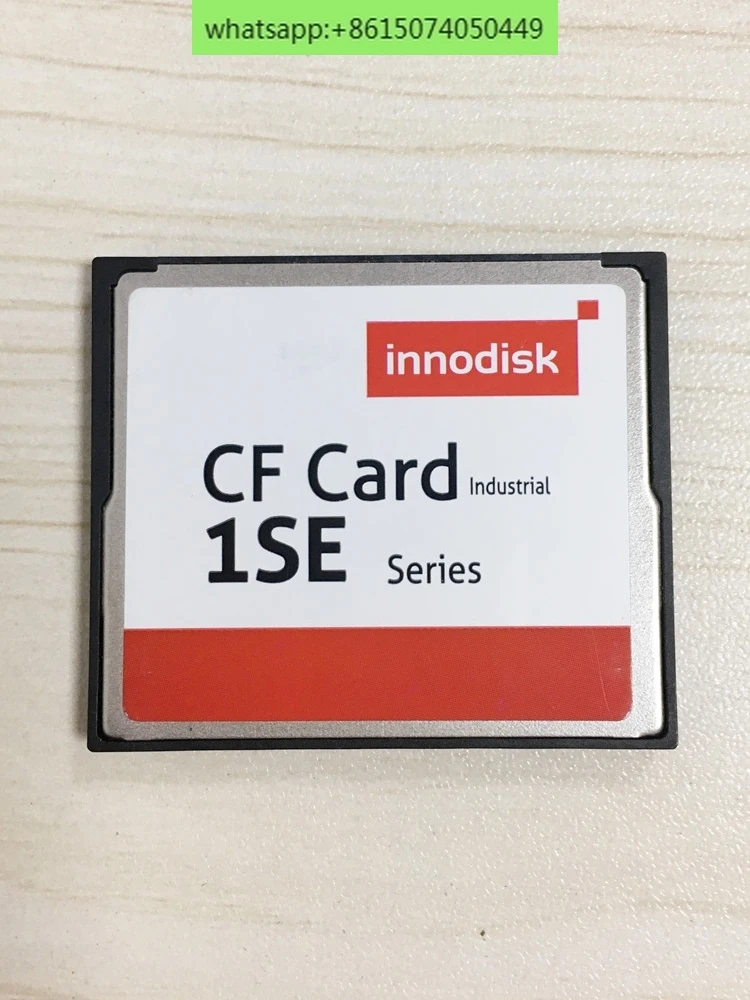 whatsapp:+8615074050449
innodisk
CF Card Industrial
1SE Series